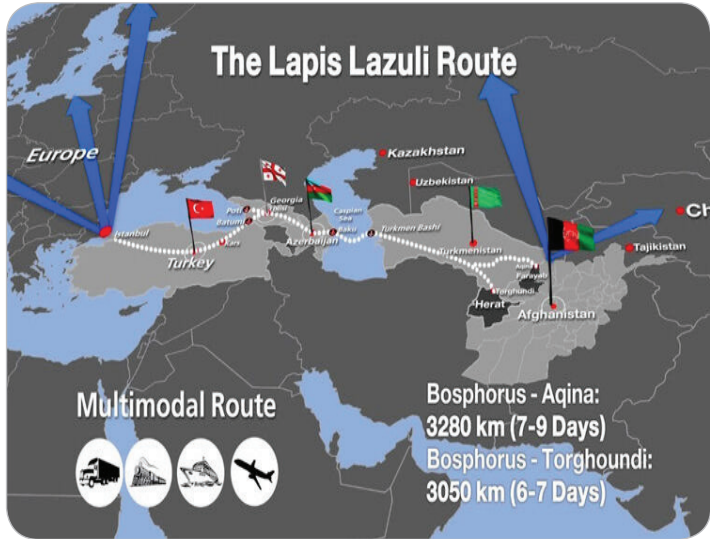 The Lapis Lazuli Route
Europe
Kazakhstan
Uzbekistan
Ch
Tajikistan
Georgia
Tbilisi
Poti
Batumi
Kars
Istanbul
Turkey
Azerbaijan
Baku
Caspian
Sea
Turkmen Bashi
Turkmenistan
Aqina
Farayab
Torghundi
Herat
Afghanistan
Multimodal Route
Bosphorus - Aqina:
3280 km (7-9 Days)
Bosphorus - Torghoundi:
3050 km (6-7 Days)